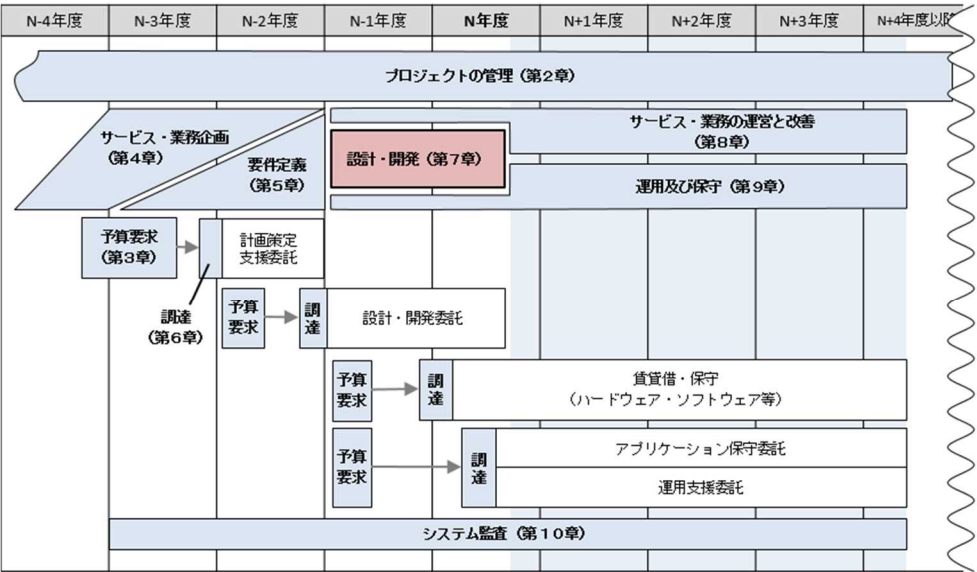 N-4年度
N-3年度
N-2年度
N-1年度
N年度
N+1年度
N+2年度
N+3年度
N+4年度以降
プロジェクトの管理（第2章）
サービス・業務企画
（第4章）
要件定義
（第5章）
設計・開発（第7章）
サービス・業務の運営と改善
（第8章）
運用及び保守（第9章）
予算要求
（第3章）
計画策定
支援委託
調達
（第6章）
予算
要求
調
達
設計・開発委託
予算
要求
調
達
賃貸借・保守
（ハードウェア・ソフトウェア等）
予算
要求
調
達
アプリケーション保守委託
運用支援委託
システム監査（第10章）